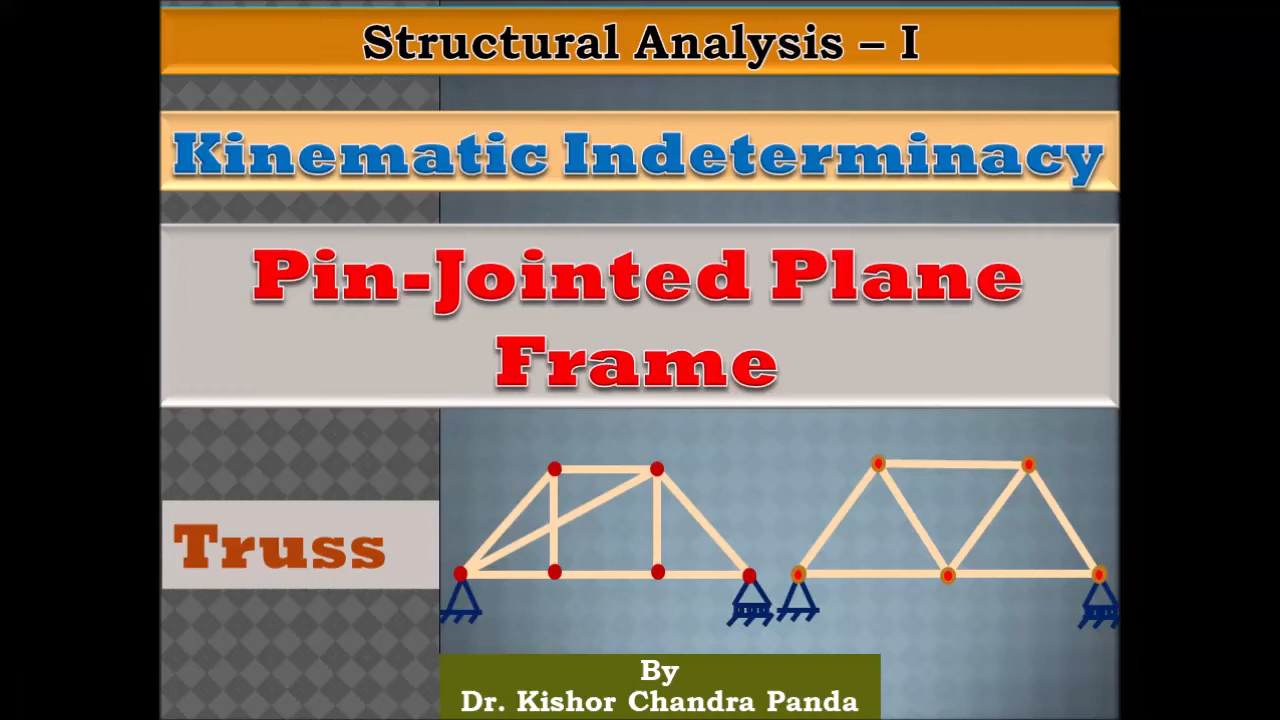 Structural Analysis – I
Kinematic Indeterminacy
Pin-Jointed Plane
Frame
Truss
By
Dr. Kishor Chandra Panda